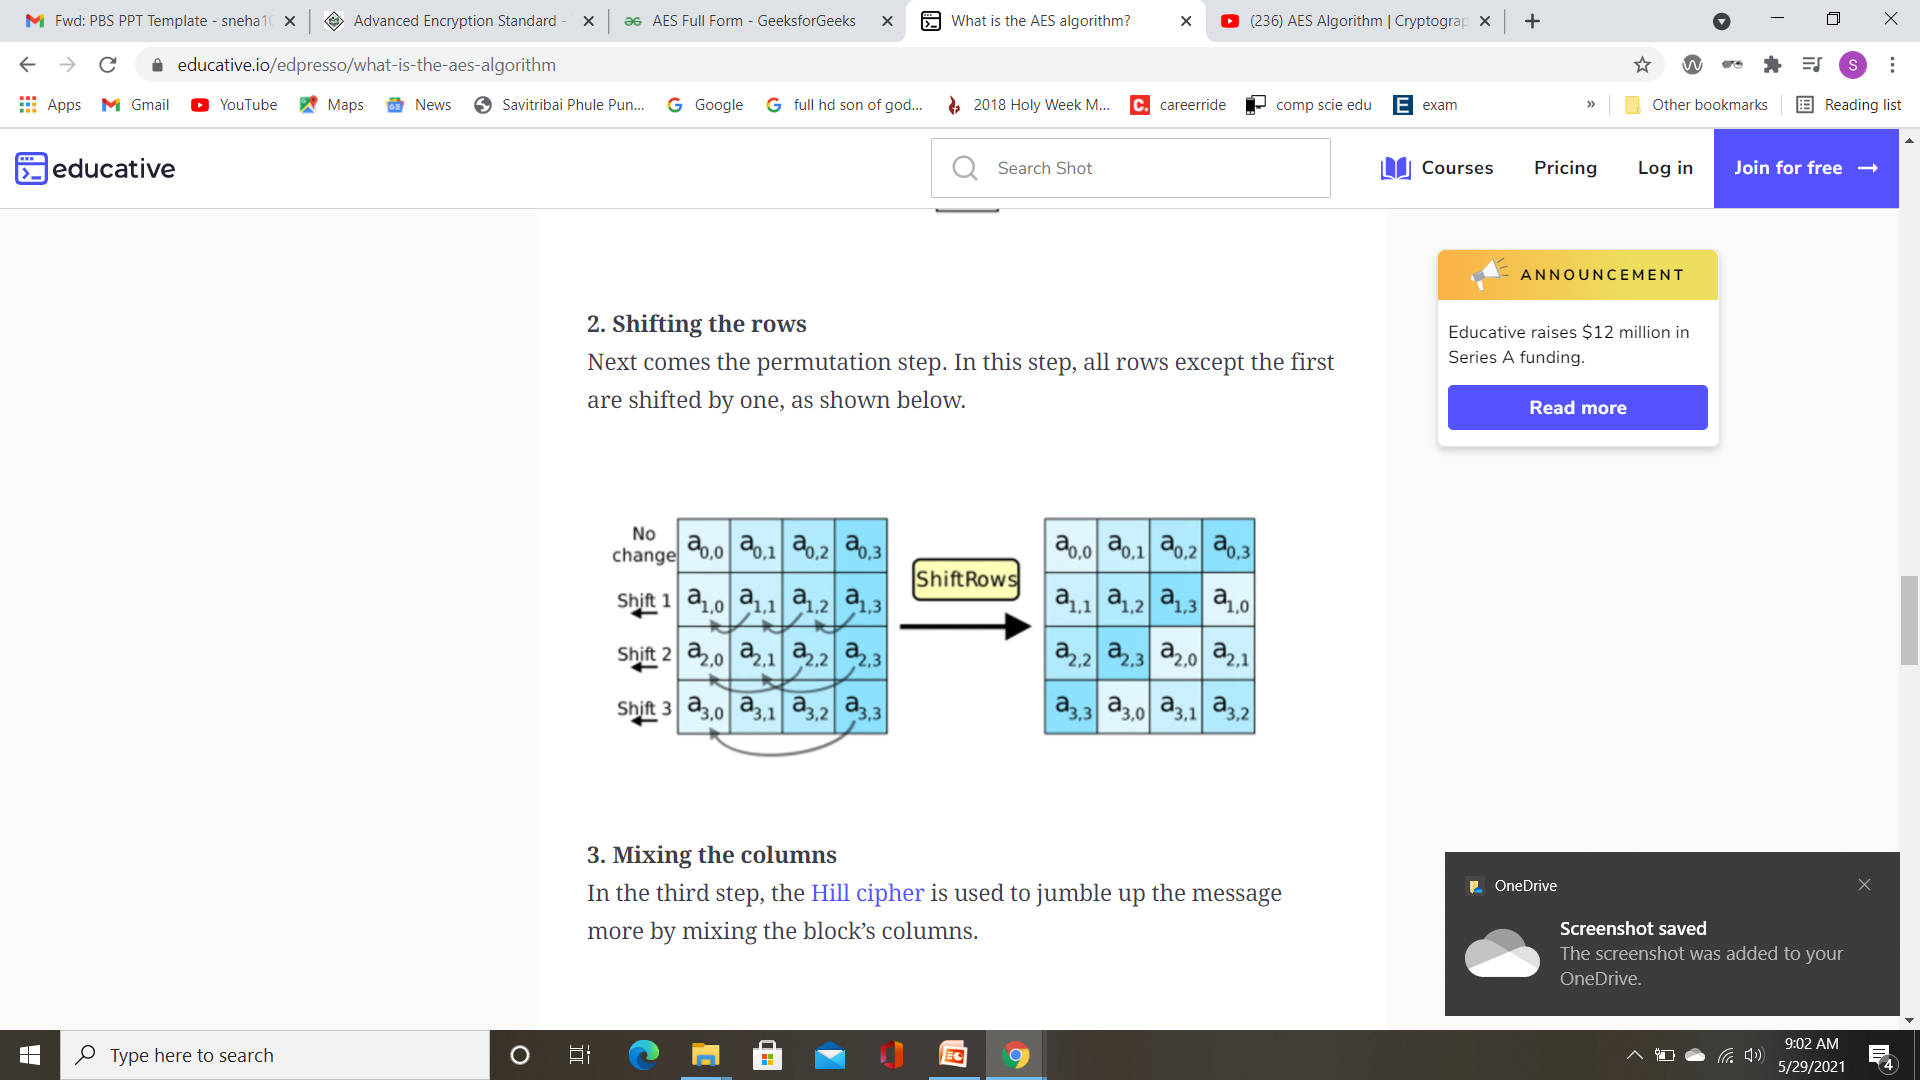 Fwd: PBS PPT Template - sneha10
Advanced Encryption Standard -
AES Full Form - GeeksforGeeks
What is the AES algorithm?
(236) AES Algorithm | Cryptograp
educative.io/edpresso/what-is-the-aes-algorithm
S
Apps
Gmail
YouTube
Maps
News
Savitribai Phule Pun...
Google
full hd son of god...
2018 Holy Week M...
careerride
comp scie edu
exam
»
Other bookmarks
Reading list
educative
Search Shot
Courses
Pricing
Log in
Join for free →
ANNOUNCEMENT
Educative raises $12 million in
Series A funding.
Read more
2. Shifting the rows
Next comes the permutation step. In this step, all rows except the first
are shifted by one, as shown below.
No
change
a0,0 a0,1 a0,2 a0,3
Shift 1
a1,0 a1,1 a1,2 a1,3
Shift 2
a2,0 a2,1 a2,2 a2,3
Shift 3
a3,0 a3,1 a3,2 a3,3
ShiftRows
a0,0 a0,1 a0,2 a0,3
a1,1 a1,2 a1,3 a1,0
a2,2 a2,3 a2,0 a2,1
a3,3 a3,0 a3,1 a3,2
3. Mixing the columns
In the third step, the Hill cipher is used to jumble up the message
more by mixing the block’s columns.
OneDrive
Screenshot saved
The screenshot was added to your
OneDrive.
Type here to search
9:02 AM
5/29/2021
4